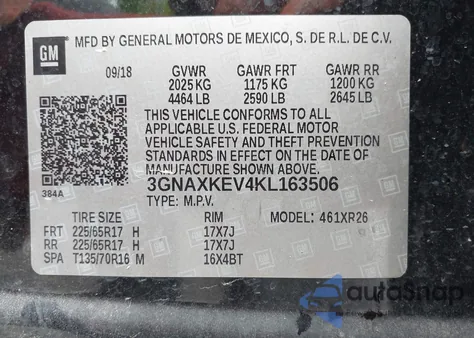 GM
MFD BY GENERAL MOTORS DE MEXICO, S. DE R.L. DE C.V.
09/18 GVWR GAWR FRT GAWR RR
2025 KG 1175 KG 1200 KG
4464 LB 2590 LB 2645 LB
THIS VEHICLE CONFORMS TO ALL
APPLICABLE U.S. FEDERAL MOTOR
VEHICLE SAFETY AND THEFT PREVENTION
STANDARDS IN EFFECT ON THE DATE OF
MANUFACTURE SHOWN ABOVE.
384A
3GNAXKEV4KL163506
TYPE: M.P.V. MODEL: 461XR26
TIRE SIZE RIM
FRT 225/65R17 H 17X7J
RR 225/65R17 H 17X7J
SPA T135/70R16 M 16X4BT
autoSnap